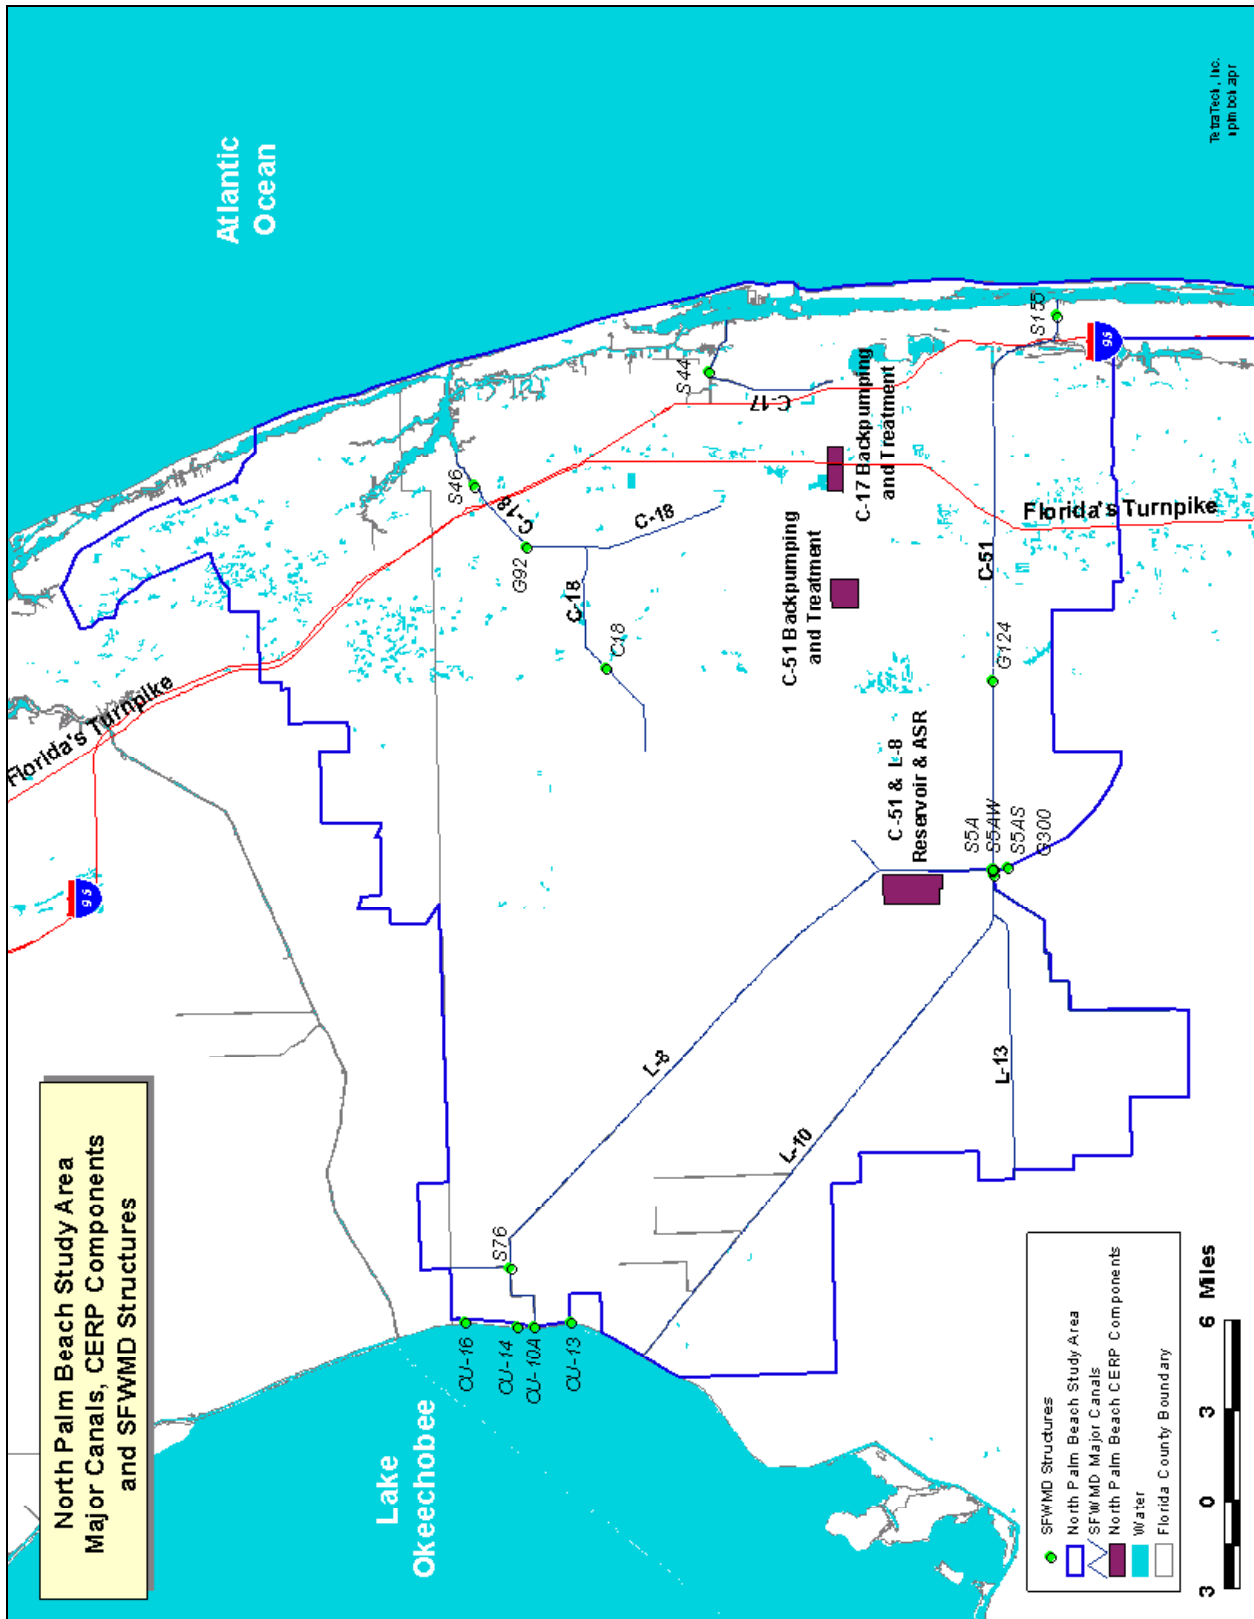 North Palm Beach Study Area
Major Canals, CERP Components
and SFWMD Structures
Atlantic
Ocean
Lake
Okeechobee
Florida's Turnpike
95
Florida's Turnpike
95
CU-16
CU-14
CU-10A
CU-13
S76
L-8
L-10
L-13
S46
C-18
G92
C-18
C-18
C18
S44
C-17
C-17 Backpumping
and Treatment
C-51 Backpumping
and Treatment
C-51 & L-8
Reservoir & ASR
S5A
S5AW
S5AS
G300
G124
C-51
S155
SFWMD Structures
North Palm Beach Study Area
SFWMD Major Canals
North Palm Beach CERP Components
Water
Florida County Boundary
3 0 3 6 Miles
TetraTech, Inc.